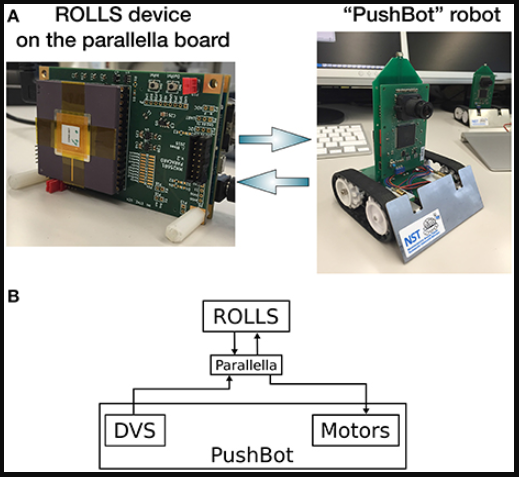 A
ROLLS device
on the parallella board
“PushBot” robot
NST
B
ROLLS
Parallella
DVS
Motors
PushBot